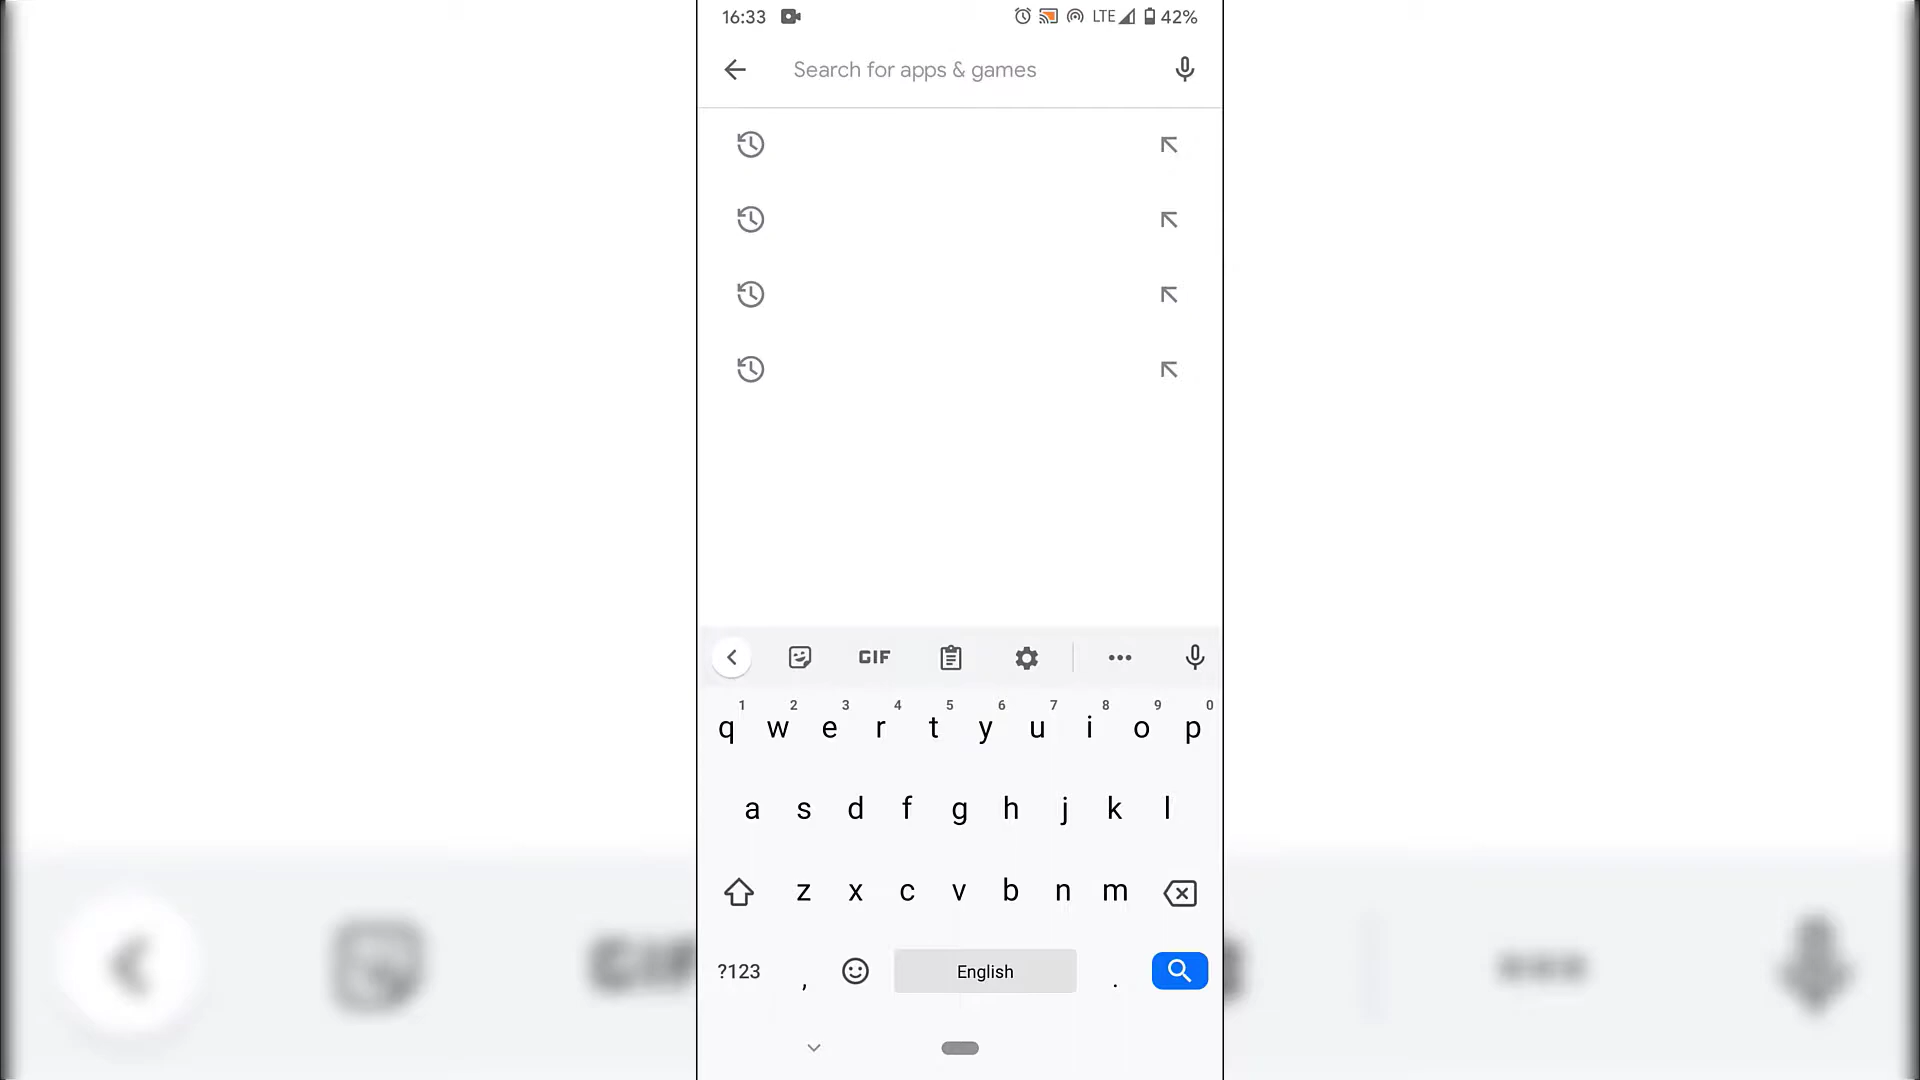 16:33 LTE 42%
Search for apps & games
GIF
1 2 3 4 5 6 7 8 9 0
q w e r t y u i o p
a s d f g h j k l
z x c v b n m
?123 , English .
GIF